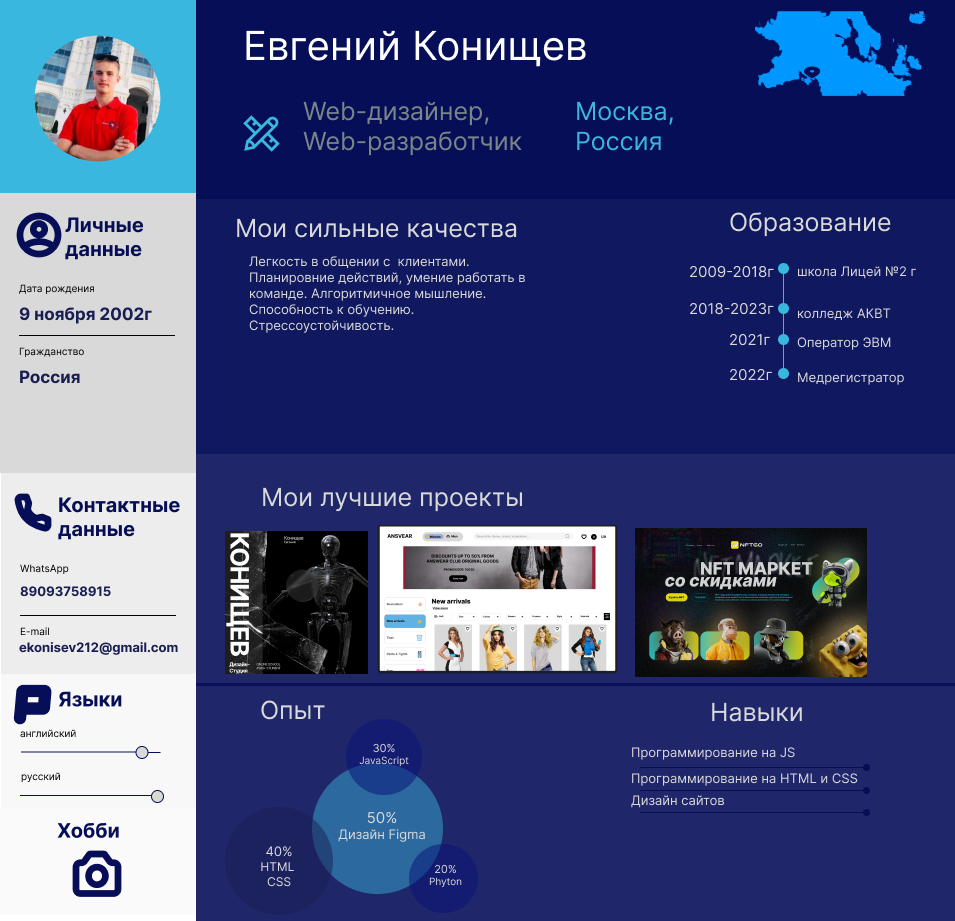 Евгений Конищев
Web-дизайнер,
Web-разработчик
Москва,
Россия
Личные
данные
Дата рождения
9 ноября 2002г
Гражданство
Россия
Контактные
данные
WhatsApp
89093758915
E-mail
ekonisev212@gmail.com
Языки
английский
русский
Хобби
Мои сильные качества
Легкость в общении с клиентами.
Планировние действий, умение работать в
команде. Алгоритмичное мышление.
Способность к обучению.
Стрессоустойчивость.
Образование
2009-2018г школа Лицей №2 г
2018-2023г колледж АКВТ
2021г Оператор ЭВМ
2022г Медрегистратор
Мои лучшие проекты
КОНИЩЕВ
Конищев
Дизайн-
Студия
ANSVEAR
DISCOUNTS UP TO 50% FROM
ANSWEAR CLUB ORIGINAL GOODS
New arrivals
NFTGO
NFT МАРКЕТ
со скидками
Опыт
30%
JavaScript
50%
Дизайн Figma
40%
HTML
CSS
20%
Phyton
Навыки
Программирование на JS
Программирование на HTML и CSS
Дизайн сайтов